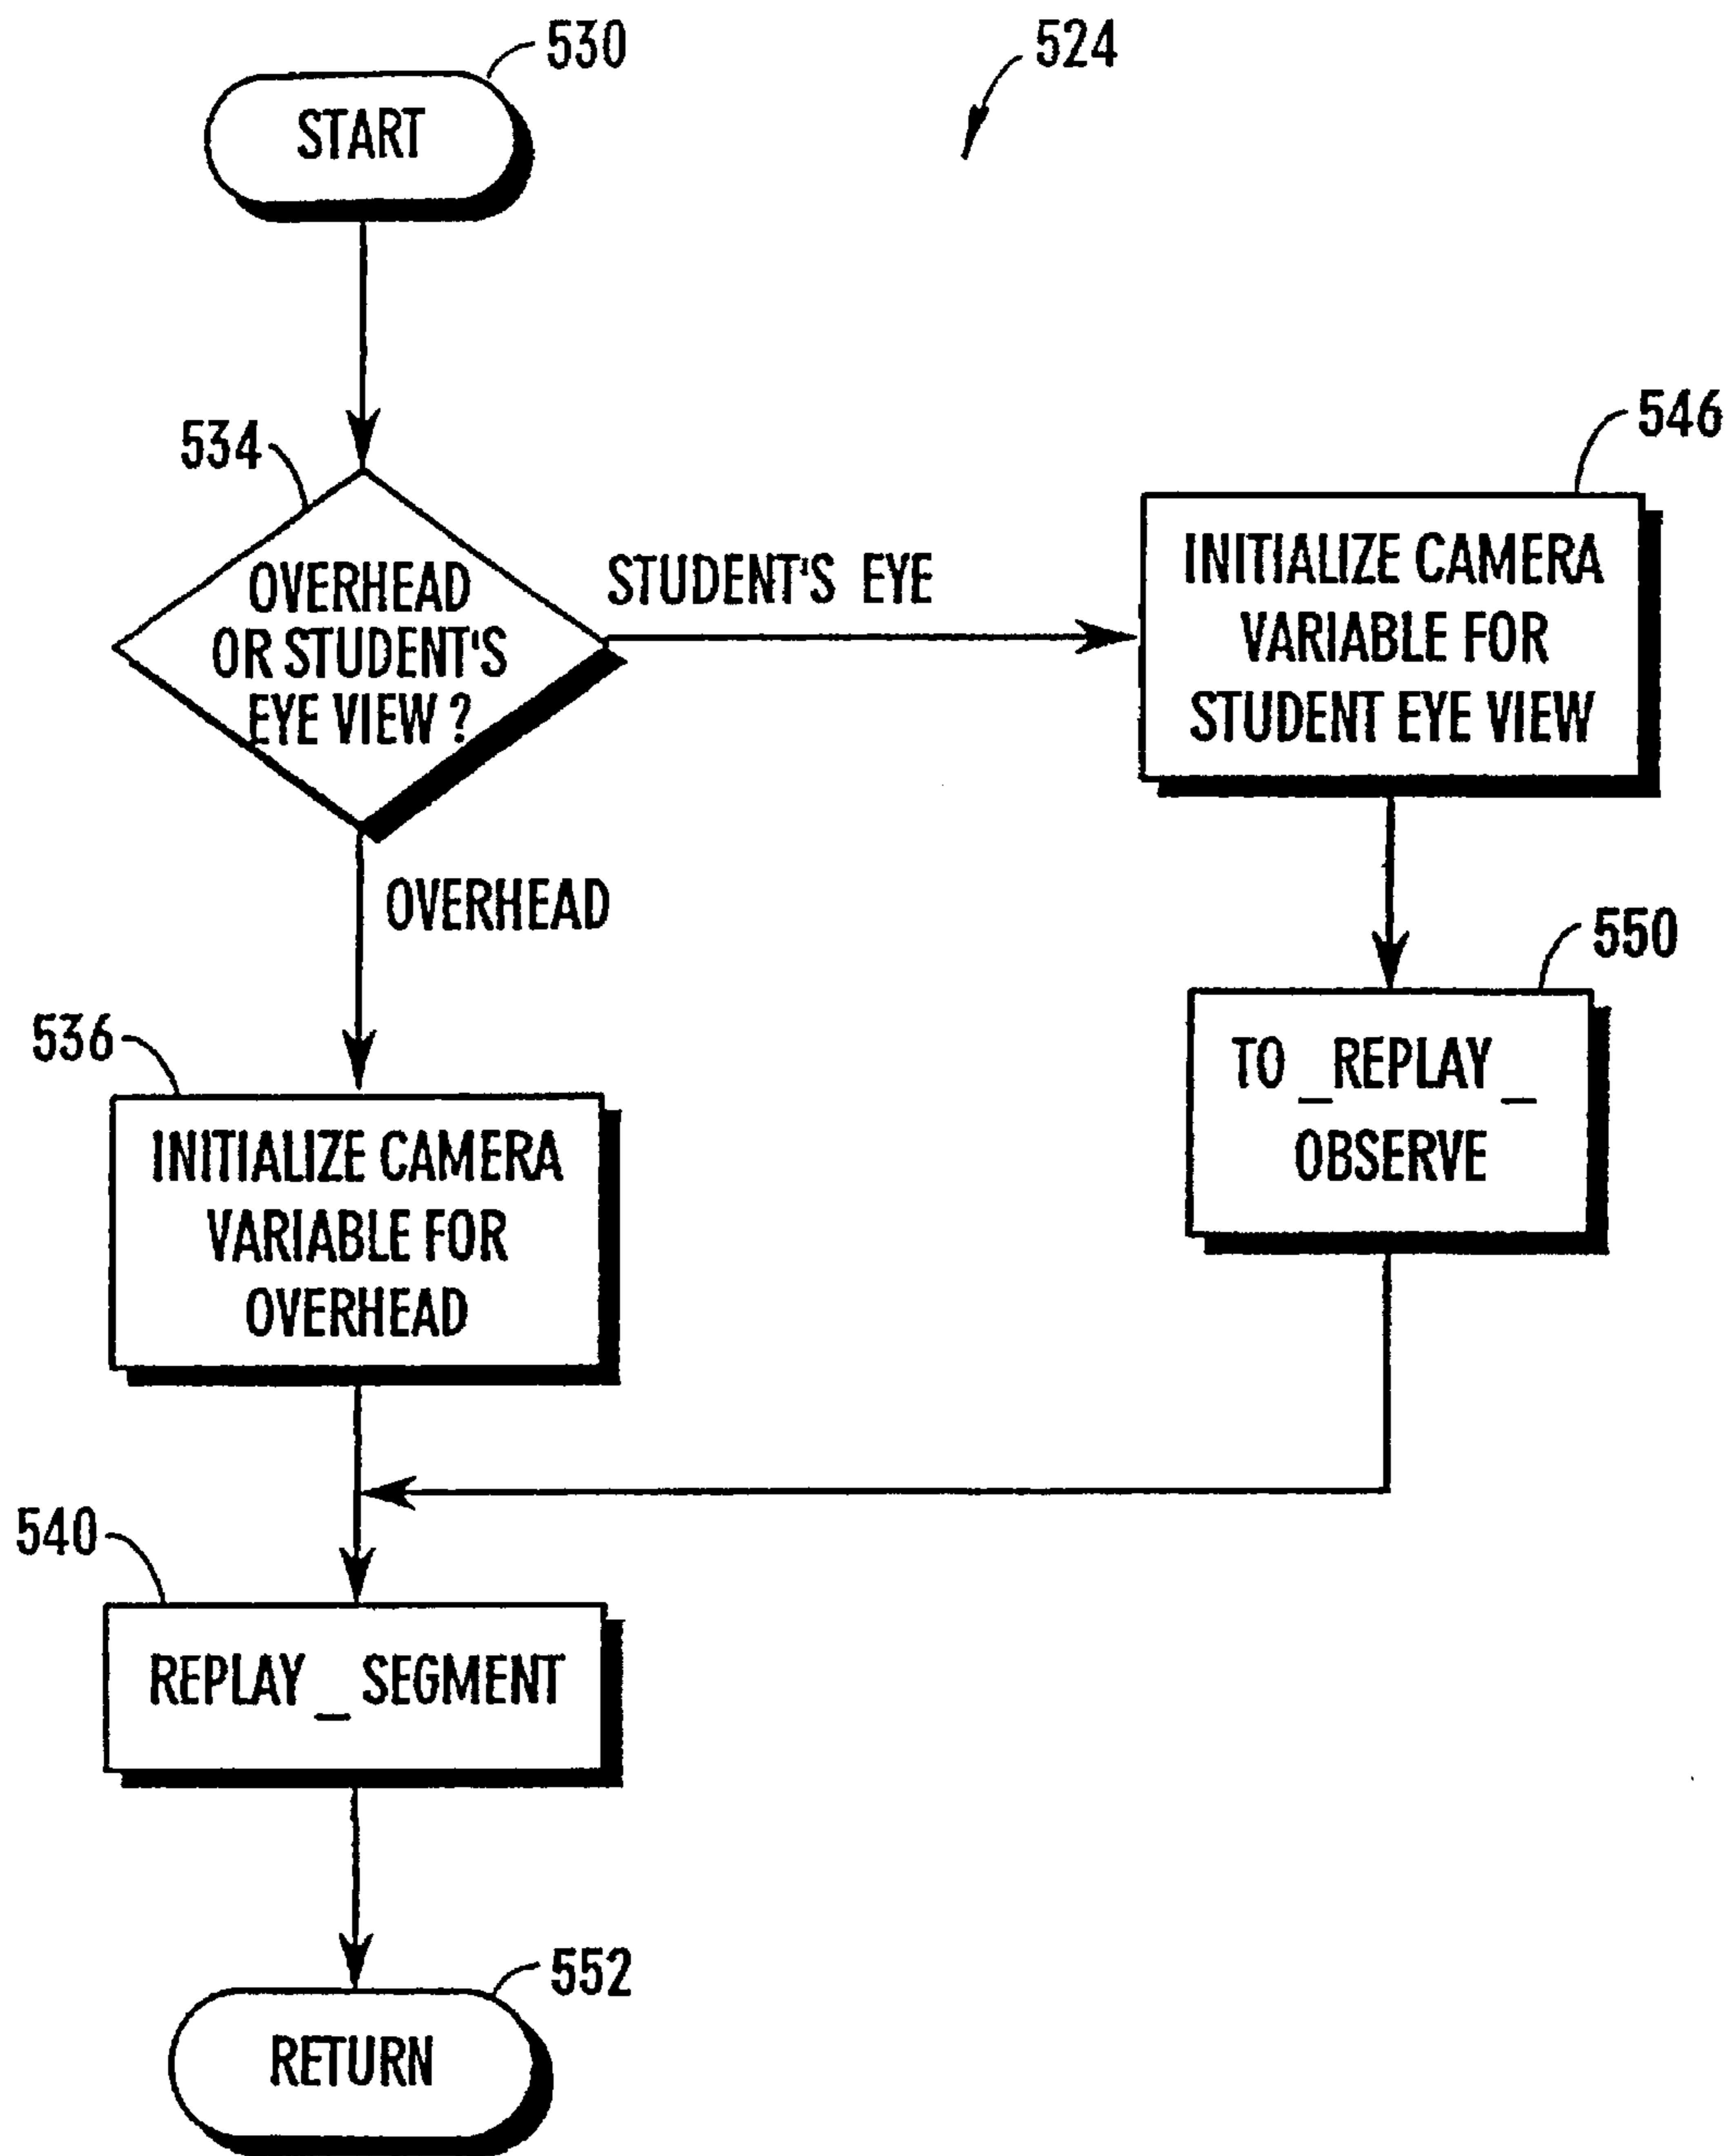 530
524
START
534
OVERHEAD
OR STUDENT'S
EYE VIEW ?
STUDENT'S EYE
546
INITIALIZE CAMERA
VARIABLE FOR
STUDENT EYE VIEW
OVERHEAD
550
TO _REPLAY_
OBSERVE
536
INITIALIZE CAMERA
VARIABLE FOR
OVERHEAD
540
REPLAY _ SEGMENT
552
RETURN